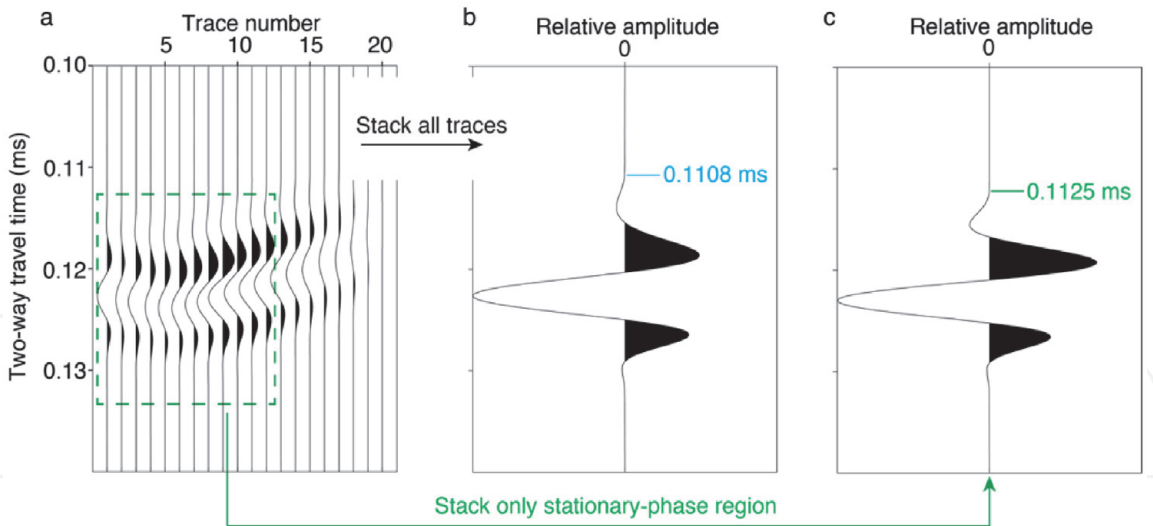 a
Trace number
5 10 15 20
0.10
0.11
0.12
0.13
Two-way travel time (ms)
Stack all traces
b
Relative amplitude
0
0.1108 ms
c
Relative amplitude
0
0.1125 ms
Stack only stationary-phase region